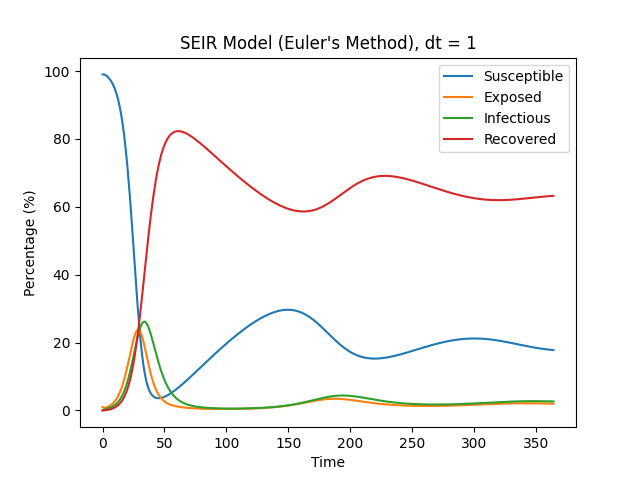 SEIR Model (Euler's Method), dt = 1
Percentage (%)
100
80
60
40
20
0
Susceptible
Exposed
Infectious
Recovered
0 50 100 150 200 250 300 350
Time